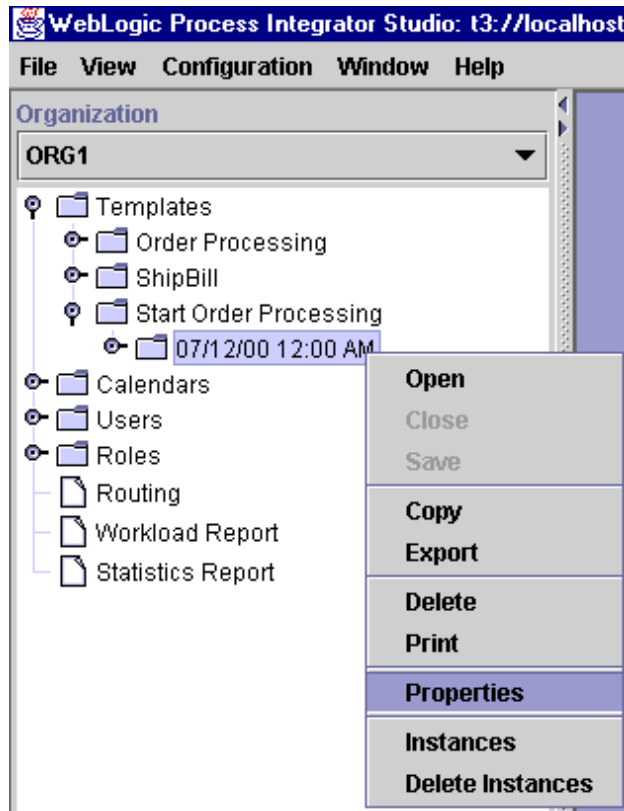 WebLogic Process Integrator Studio: t3://localhost
File View Configuration Window Help
Organization
ORG1
Templates
Order Processing
ShipBill
Start Order Processing
07/12/00 12:00 AM
Calendars
Users
Roles
Routing
Workload Report
Statistics Report
Open
Close
Save
Copy
Export
Delete
Print
Properties
Instances
Delete Instances